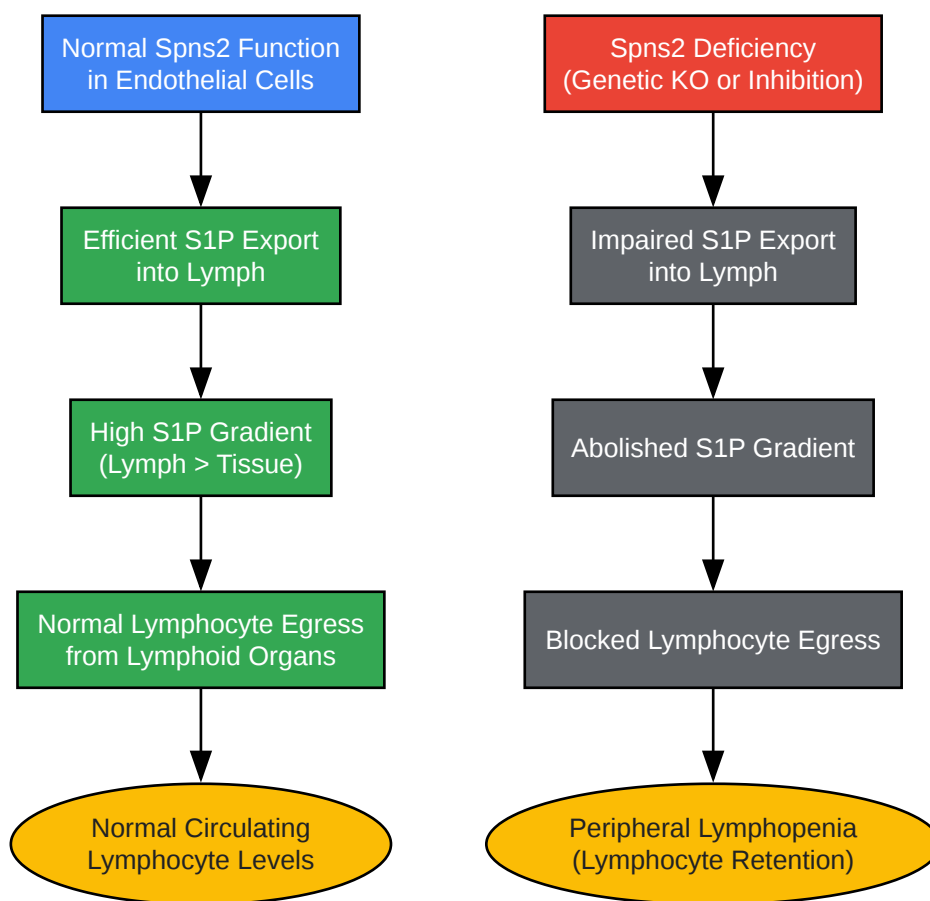 Normal Spns2 Function
in Endothelial Cells
Efficient S1P Export
into Lymph
High S1P Gradient
(Lymph > Tissue)
Normal Lymphocyte Egress
from Lymphoid Organs
Normal Circulating
Lymphocyte Levels
Spns2 Deficiency
(Genetic KO or Inhibition)
Impaired S1P Export
into Lymph
Abolished S1P Gradient
Blocked Lymphocyte Egress
Peripheral Lymphopenia
(Lymphocyte Retention)